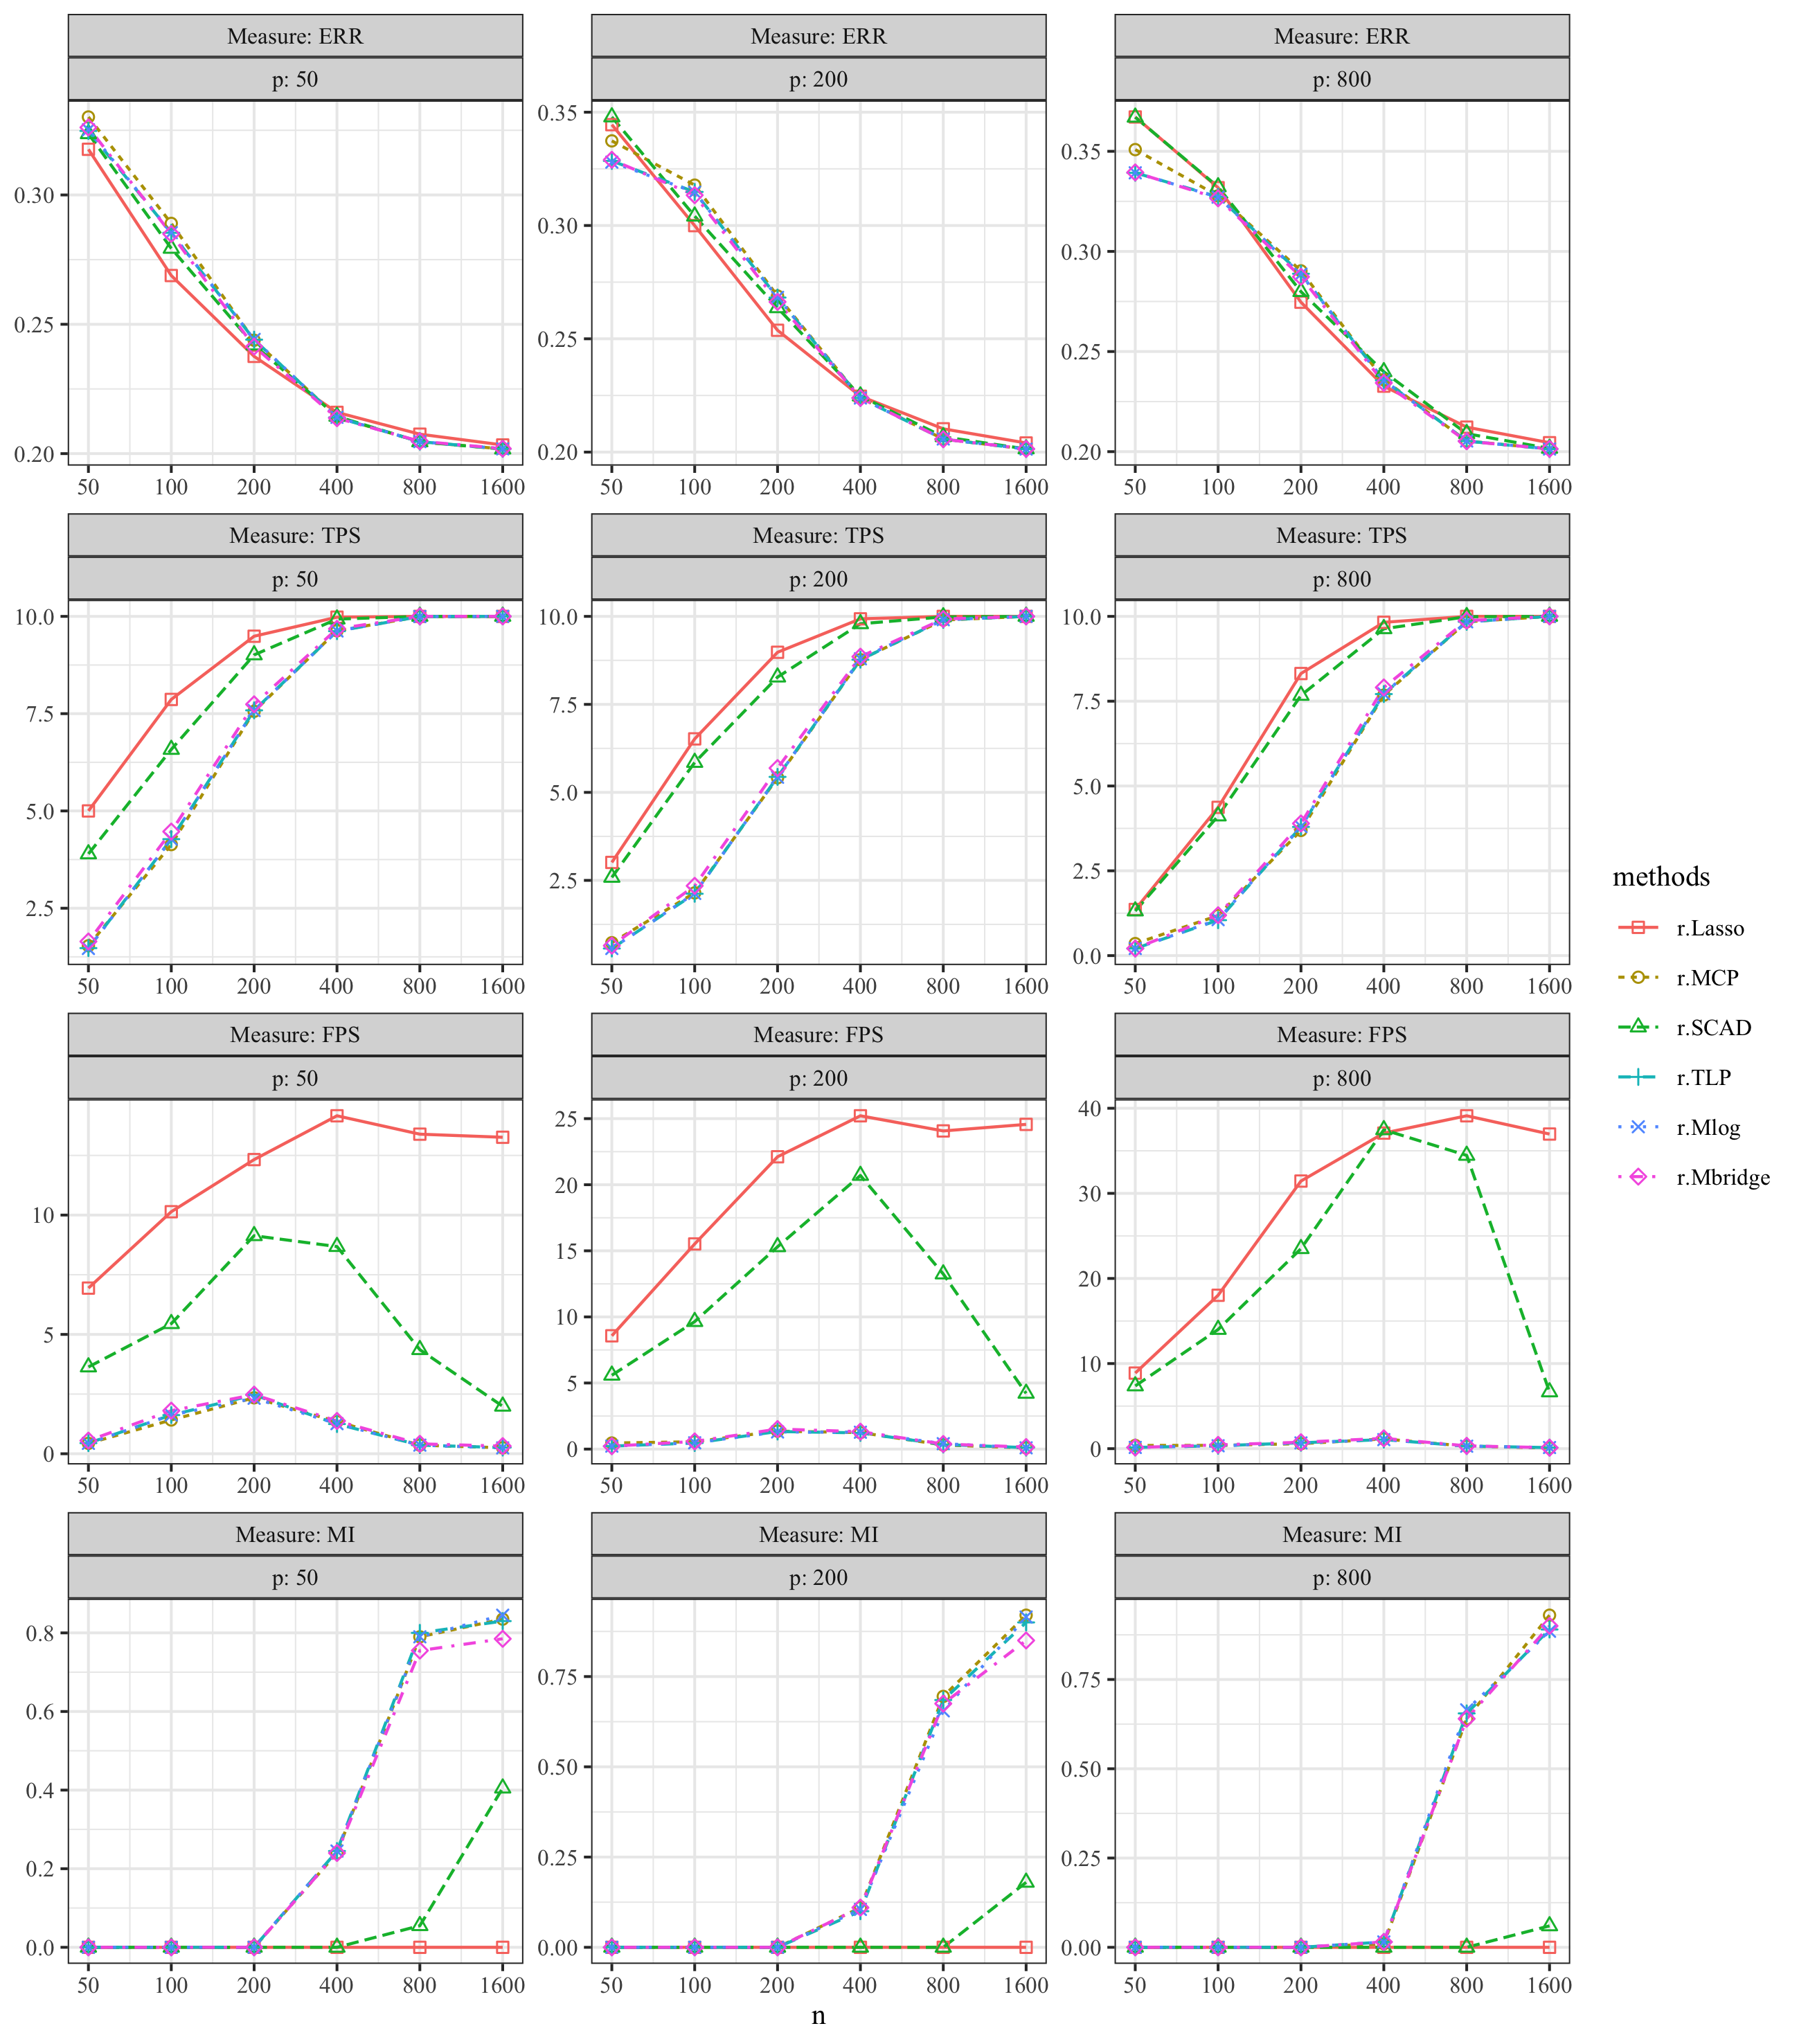 Measure: ERR
Measure: ERR
Measure: ERR
p: 50
p: 200
p: 800
0.30
0.25
0.20
0.35
0.30
0.25
0.20
0.35
0.30
0.25
0.20
50 100 200 400 800 1600
50 100 200 400 800 1600
50 100 200 400 800 1600
Measure: TPS
Measure: TPS
Measure: TPS
p: 50
p: 200
p: 800
10.0
7.5
5.0
2.5
10.0
7.5
5.0
2.5
10.0
7.5
5.0
2.5
0.0
50 100 200 400 800 1600
50 100 200 400 800 1600
50 100 200 400 800 1600
Measure: FPS
Measure: FPS
Measure: FPS
p: 50
p: 200
p: 800
10
5
0
25
20
15
10
5
0
40
30
20
10
0
50 100 200 400 800 1600
50 100 200 400 800 1600
50 100 200 400 800 1600
Measure: MI
Measure: MI
Measure: MI
p: 50
p: 200
p: 800
0.8
0.6
0.4
0.2
0.0
0.75
0.50
0.25
0.00
0.75
0.50
0.25
0.00
50 100 200 400 800 1600
50 100 200 400 800 1600
50 100 200 400 800 1600
n
methods
r.Lasso
r.MCP
r.SCAD
r.TLP
r.Mlog
r.Mbridge